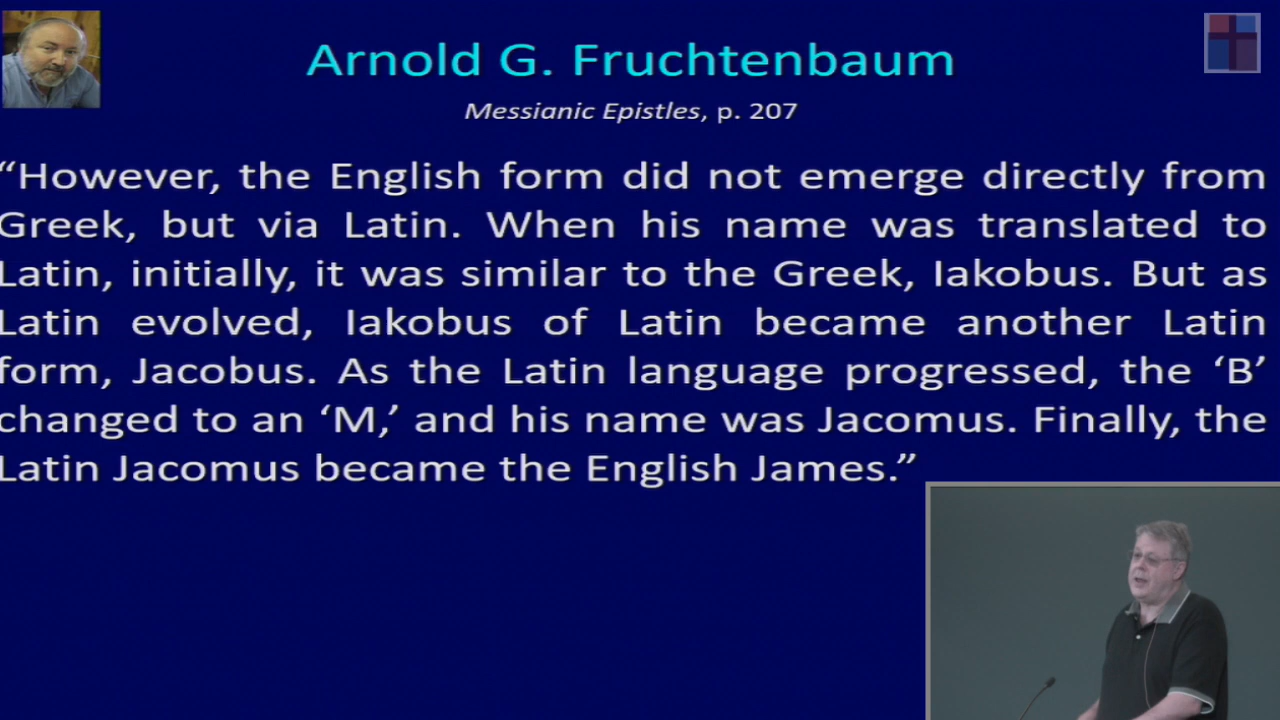 Arnold G. Fruchtenbaum
Messianic Epistles, p. 207
“However, the English form did not emerge directly from
Greek, but via Latin. When his name was translated to
Latin, initially, it was similar to the Greek, Iakobus. But as
Latin evolved, Iakobus of Latin became another Latin
form, Jacobus. As the Latin language progressed, the ‘B’
changed to an ‘M,’ and his name was Jacomus. Finally, the
Latin Jacomus became the English James.”